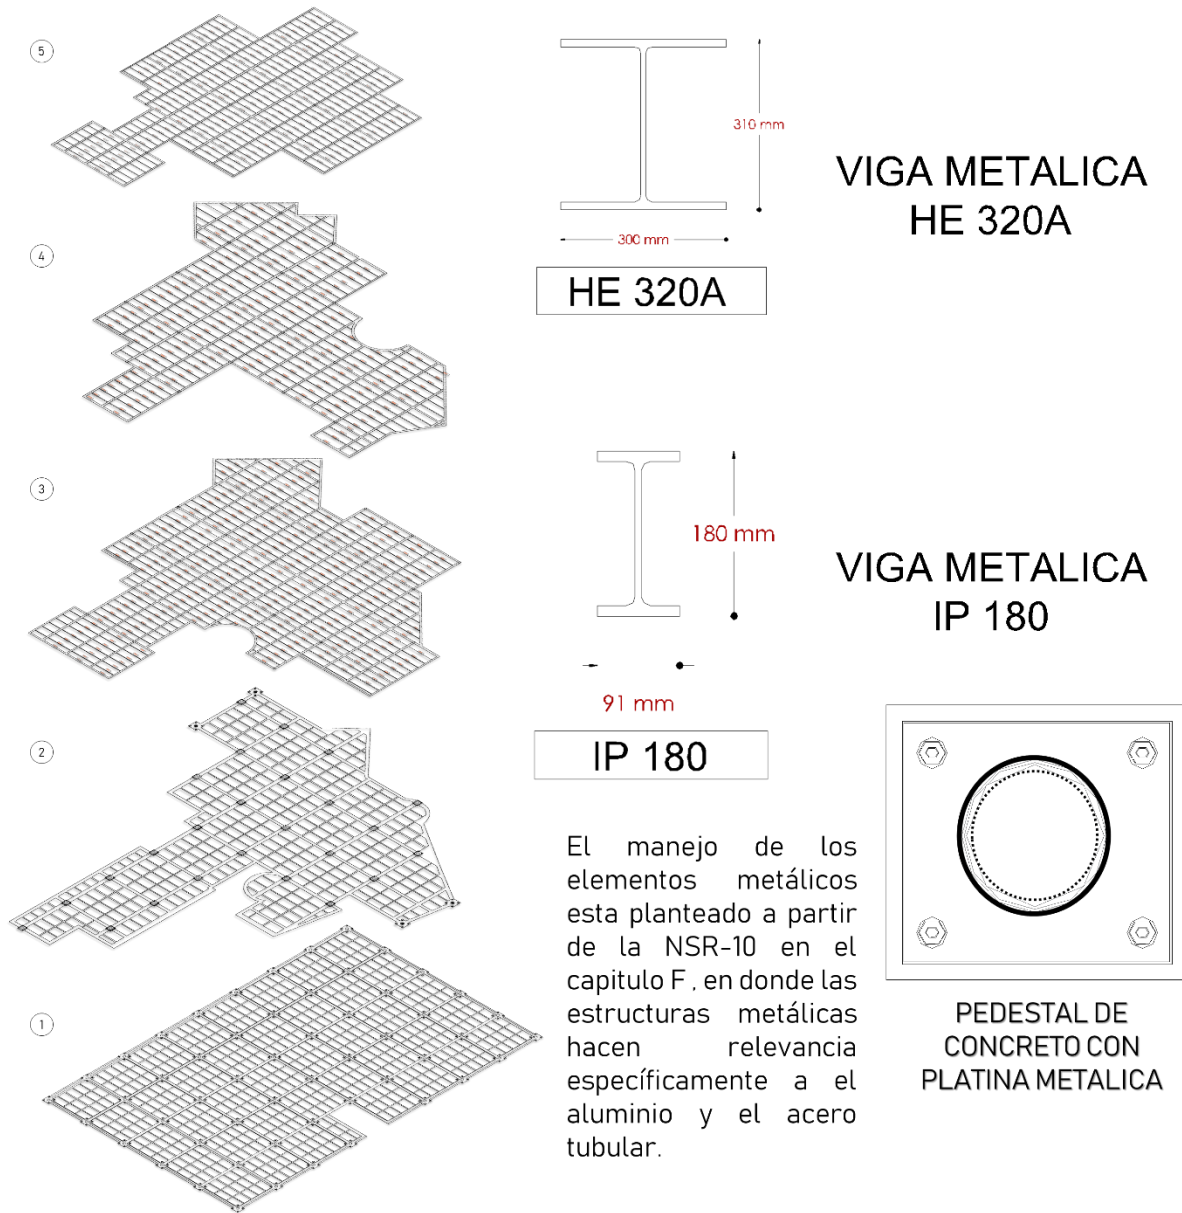 5
310 mm
300 mm
HE 320A
VIGA METALICA
HE 320A
4
3
180 mm
91 mm
IP 180
VIGA METALICA
IP 180
2
1
El manejo de los
elementos metálicos
esta planteado a partir
de la NSR-10 en el
capitulo F , en donde las
estructuras metálicas
hacen relevancia
específicamente a el
aluminio y el acero
tubular.
PEDESTAL DE
CONCRETO CON
PLATINA METALICA